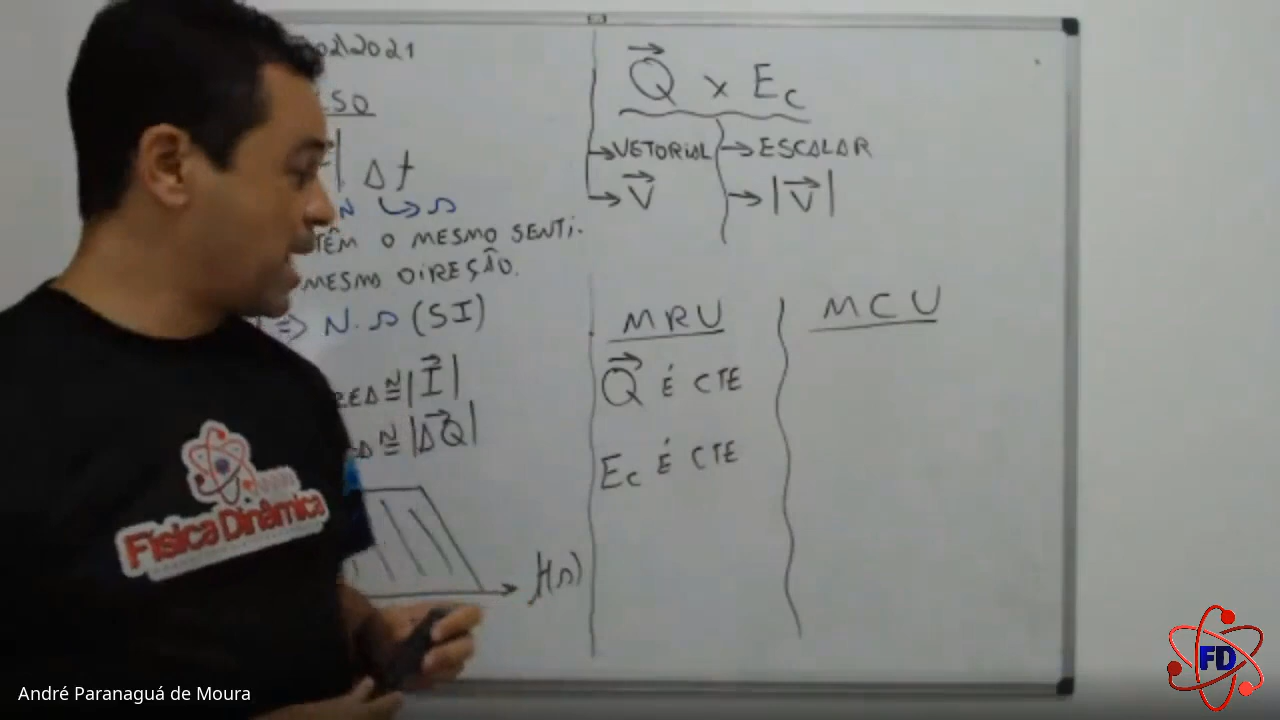 2021
Δt
N ↳ s
TÊM O MESMO SENTI-
MESMO DIREÇÃO.
=> N.s (SI)
≅|I⃗|
≅|ΔQ⃗|
t(s)
Q⃗ x Ec
→VETORIAL →ESCALAR
→V⃗ →|V⃗|
MRU MCU
Q⃗ É CTE
Ec É CTE
Física Dinâmica
FD
André Paranaguá de Moura